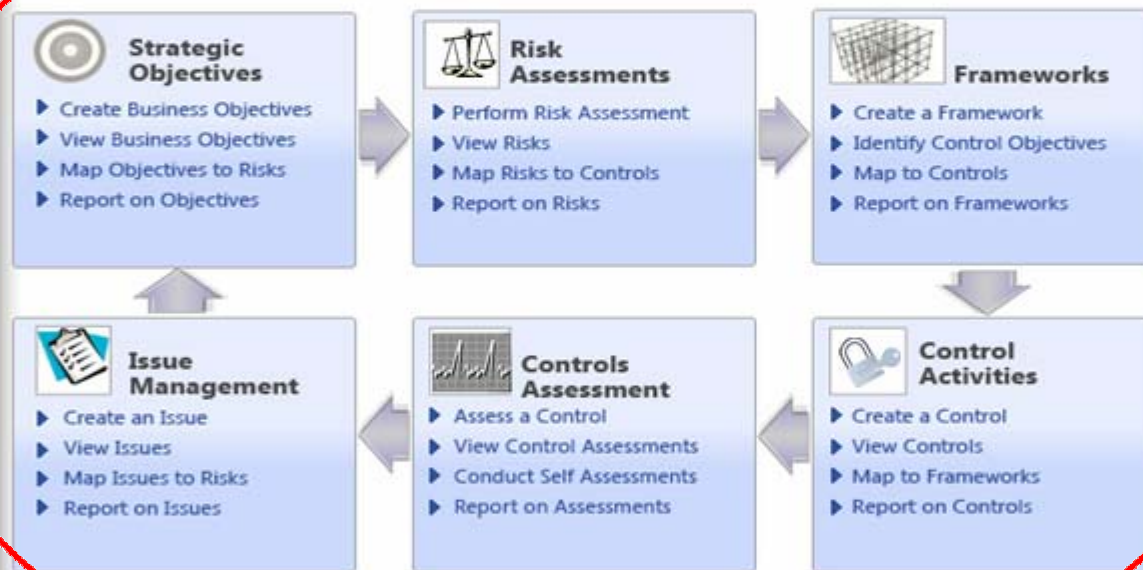 Strategic
Objectives
Create Business Objectives
View Business Objectives
Map Objectives to Risks
Report on Objectives
Risk
Assessments
Perform Risk Assessment
View Risks
Map Risks to Controls
Report on Risks
Frameworks
Create a Framework
Identify Control Objectives
Map to Controls
Report on Frameworks
Issue
Management
Create an Issue
View Issues
Map Issues to Risks
Report on Issues
Controls
Assessment
Assess a Control
View Control Assessments
Conduct Self Assessments
Report on Assessments
Control
Activities
Create a Control
View Controls
Map to Frameworks
Report on Controls